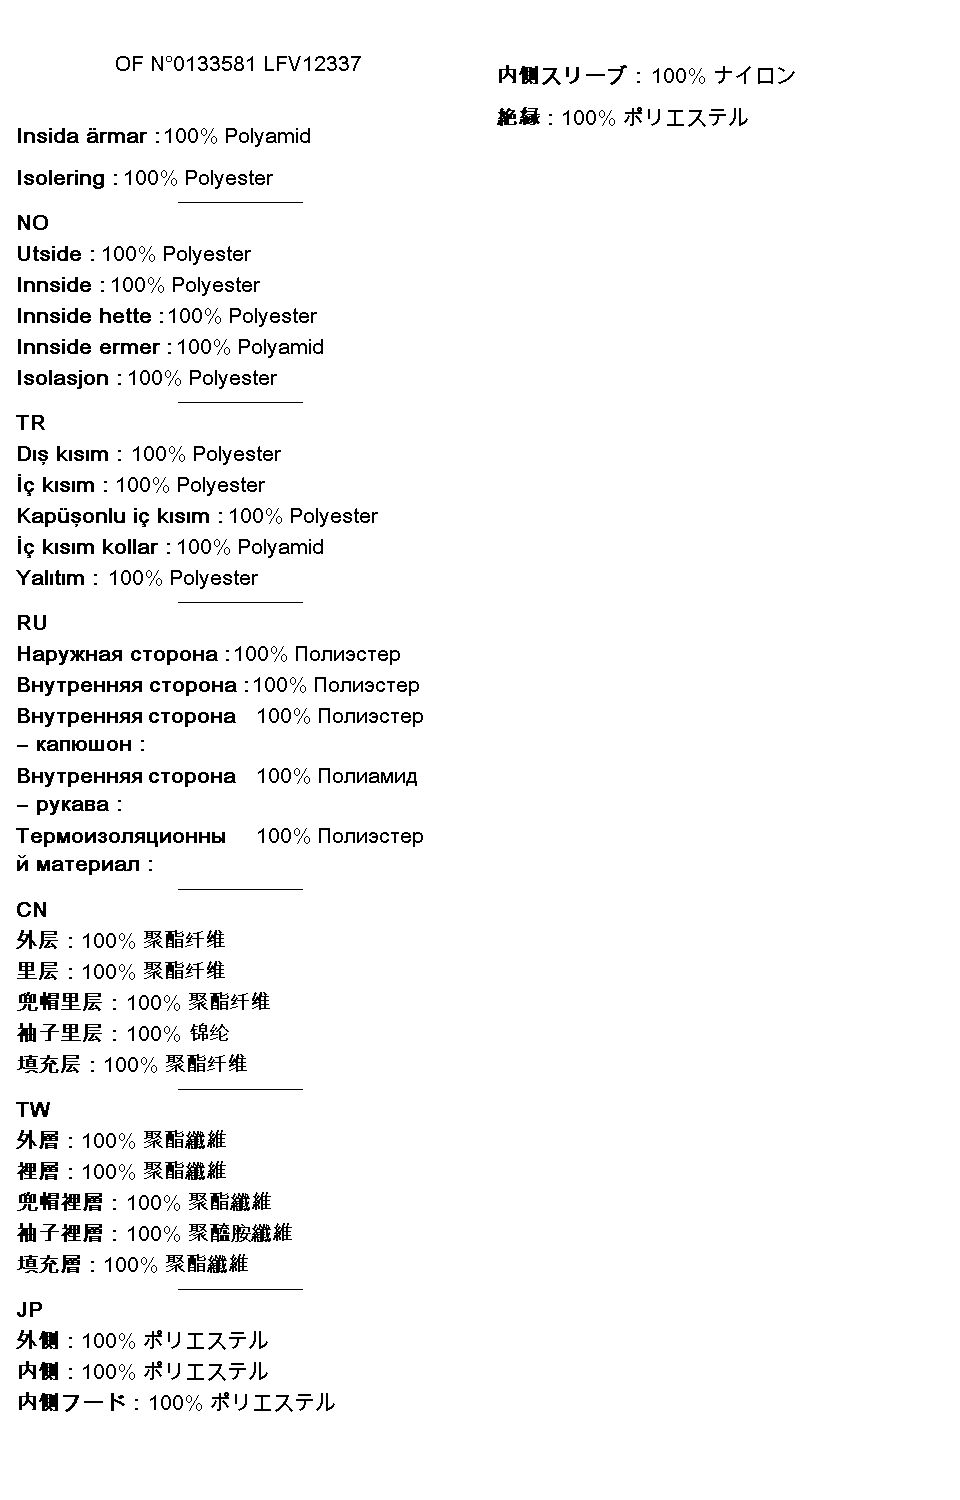 OF N°0133581 LFV12337
Insida ärmar : 100% Polyamid
Isolering : 100% Polyester
NO
Utside : 100% Polyester
Innside : 100% Polyester
Innside hette : 100% Polyester
Innside ermer : 100% Polyamid
Isolasjon : 100% Polyester
TR
Dış kısım : 100% Polyester
İç kısım : 100% Polyester
Kapüşonlu iç kısım : 100% Polyester
İç kısım kollar : 100% Polyamid
Yalıtım : 100% Polyester
RU
Наружная сторона : 100% Полиэстер
Внутренняя сторона : 100% Полиэстер
Внутренняя сторона 100% Полиэстер
– капюшон :
Внутренняя сторона 100% Полиамид
– рукава :
Термоизоляционны 100% Полиэстер
й материал :
CN
外层 : 100% 聚酯纤维
里层 : 100% 聚酯纤维
兜帽里层 : 100% 聚酯纤维
袖子里层 : 100% 锦纶
填充层 : 100% 聚酯纤维
TW
外層 : 100% 聚酯纖維
裡層 : 100% 聚酯纖維
兜帽裡層 : 100% 聚酯纖維
袖子裡層 : 100% 聚醯胺纖維
填充層 : 100% 聚酯纖維
JP
外側 : 100% ポリエステル
内側 : 100% ポリエステル
内側フード : 100% ポリエステル
内側スリーブ : 100% ナイロン
絶縁 : 100% ポリエステル